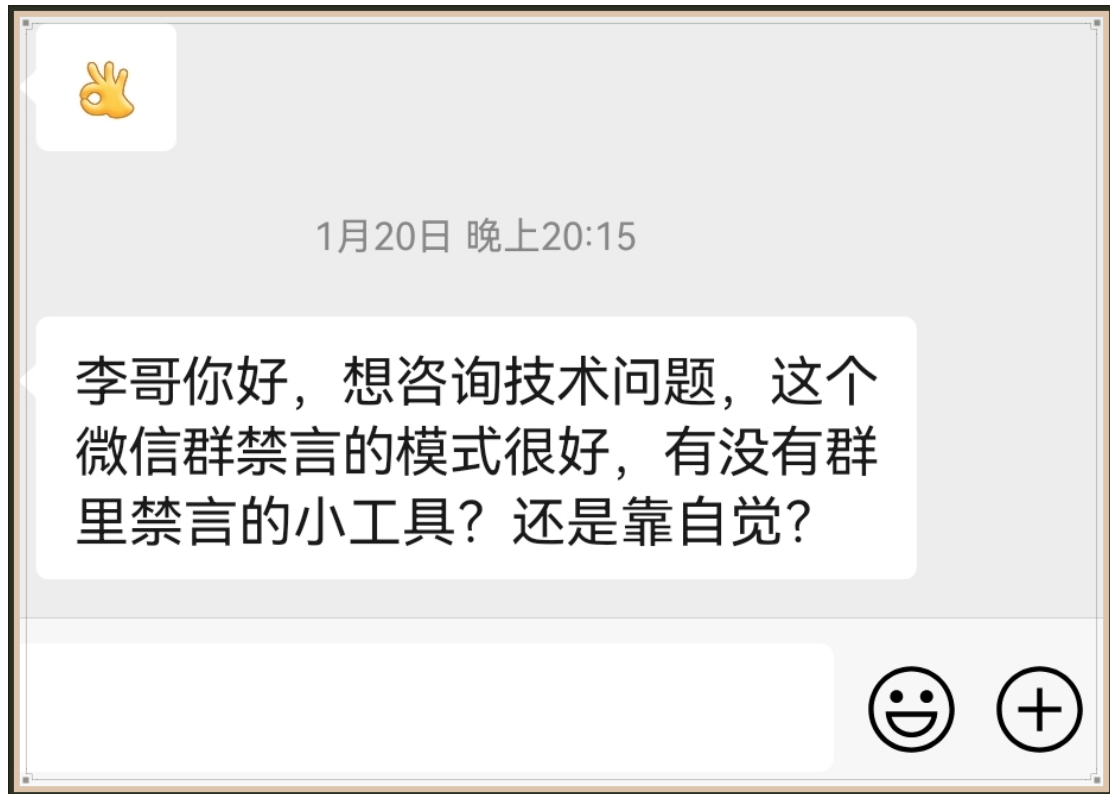 1月20日 晚上20:15
李哥你好，想咨询技术问题，这个
微信群禁言的模式很好，有没有群
里禁言的小工具？还是靠自觉？